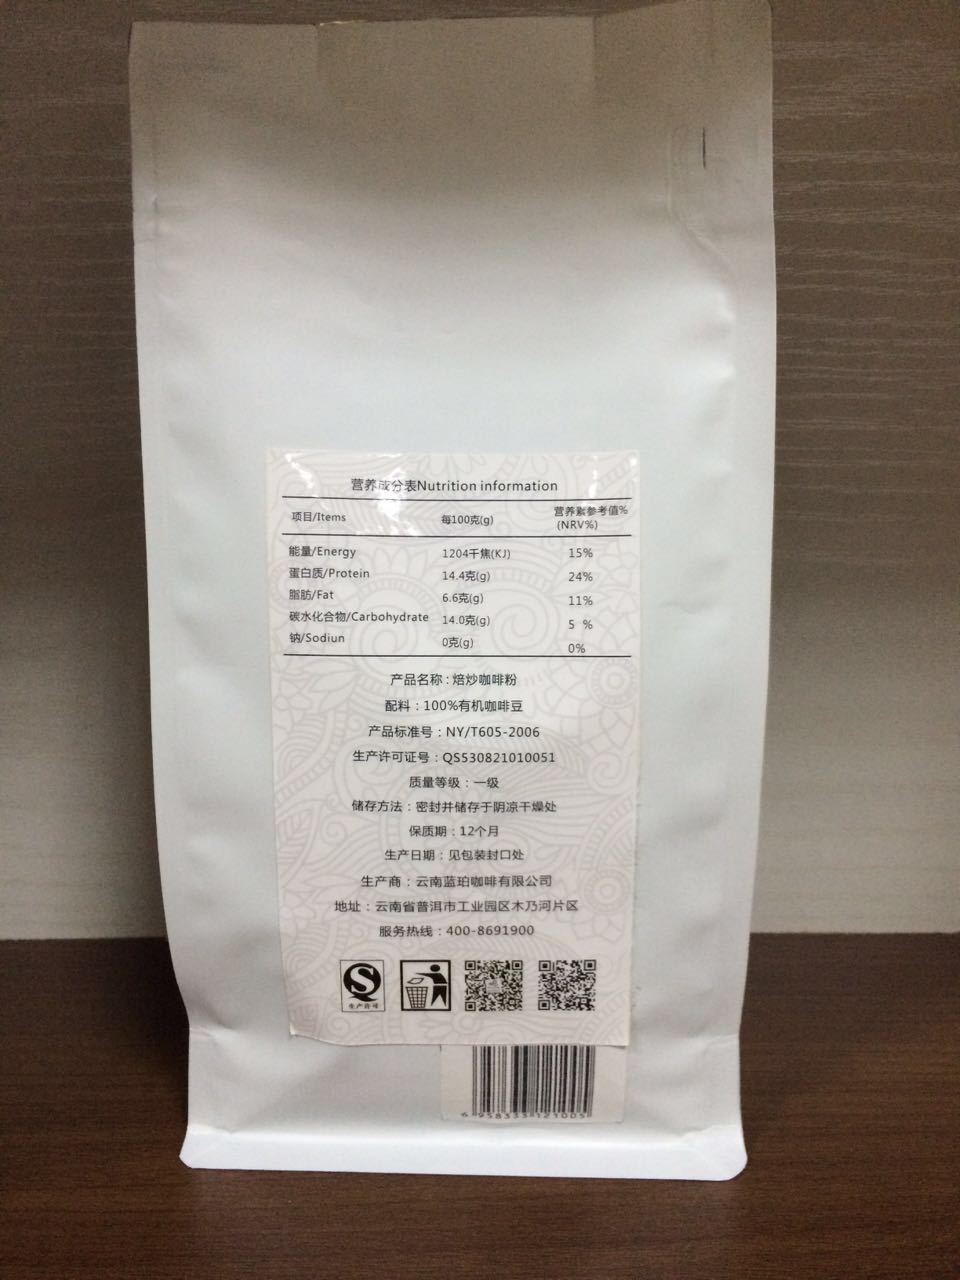 营养成分表Nutrition information
项目/Items 每100克(g) 营养素参考值%
(NRV%)
能量/Energy 1204千焦(KJ) 15%
蛋白质/Protein 14.4克(g) 24%
脂肪/Fat 6.6克(g) 11%
碳水化合物/Carbohydrate 14.0克(g) 5 %
钠/Sodiun 0克(g) 0%
产品名称:焙炒咖啡粉
配料：100%有机咖啡豆
产品标准号：NY/T605-2006
生产许可证号：QS530821010051
质量等级：一级
储存方法：密封并储存于阴凉干燥处
保质期：12个月
生产日期：见包装封口处
生产商：云南蓝珀咖啡有限公司
地址：云南省普洱市工业园区木乃河片区
服务热线：400-8691900
生产许可
6 958333 121005